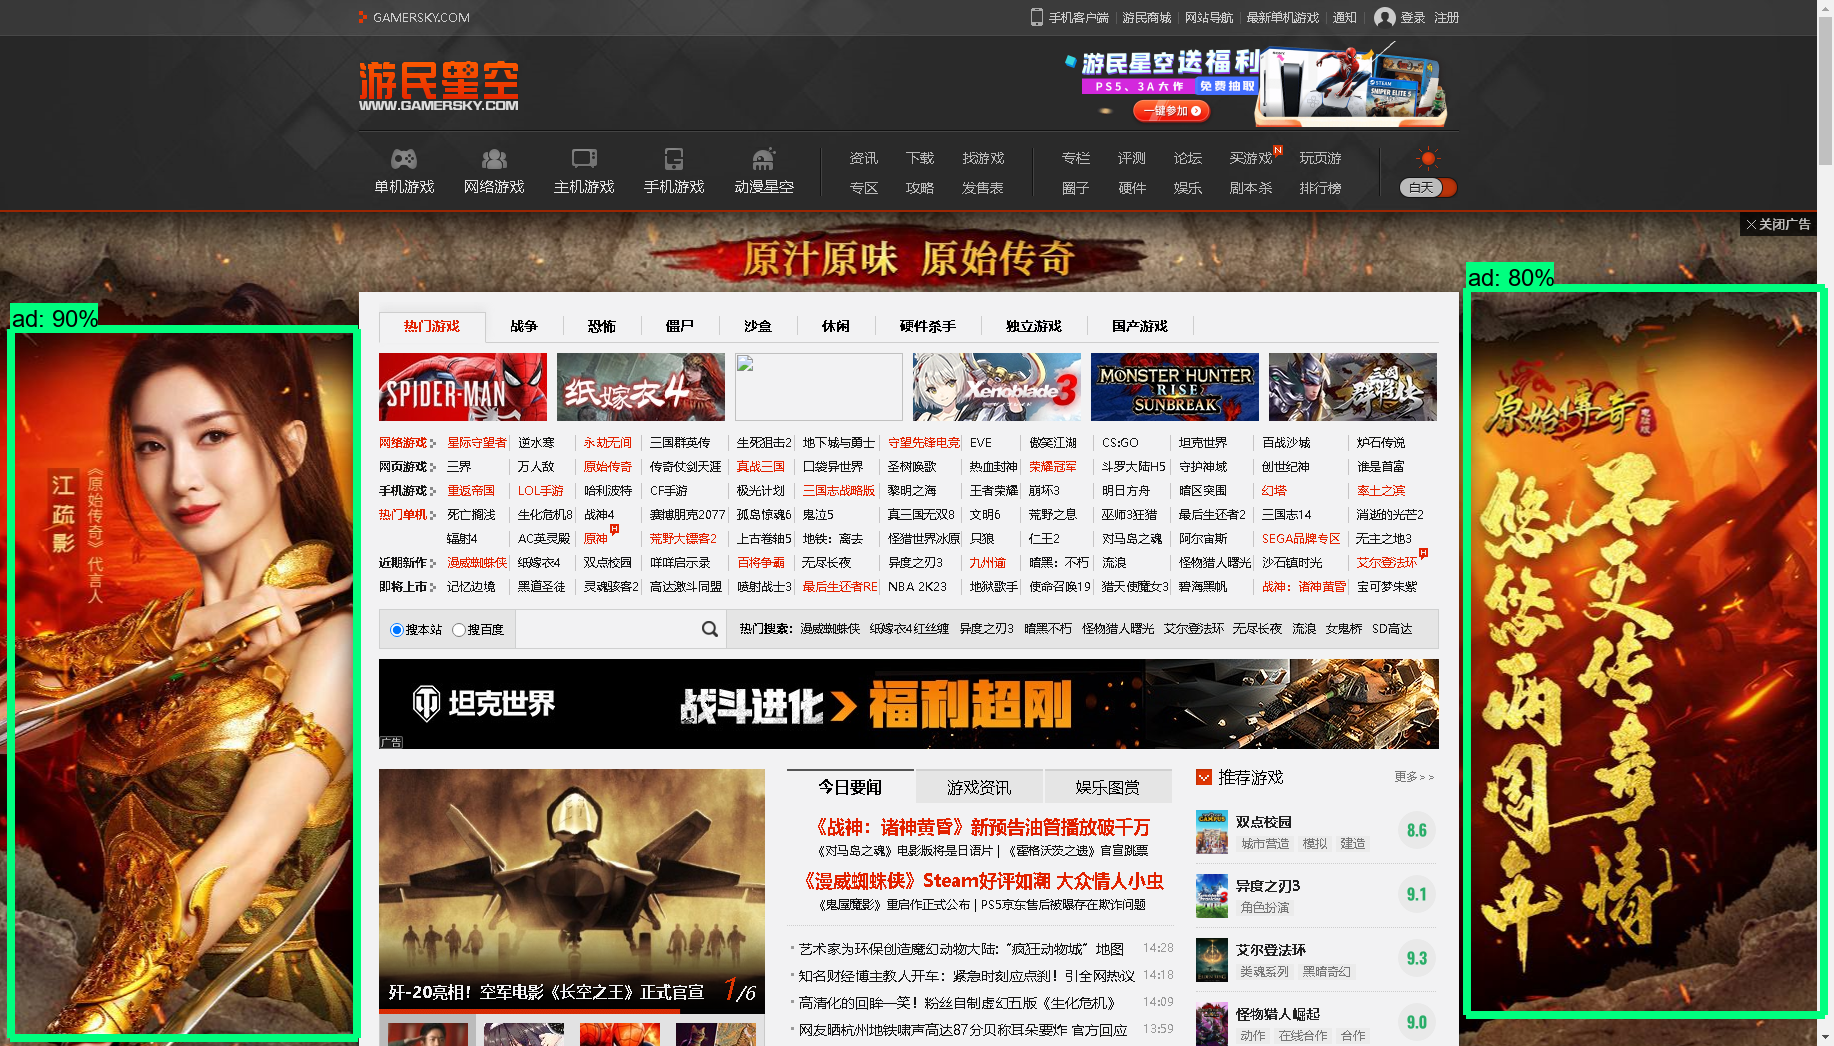 GAMERSKY.COM
手机客户端 游民商城 网站导航 最新单机游戏 通知 登录 注册
游民星空
WWW.GAMERSKY.COM
游民星空送福利
PS5、3A大作 免费抽取
一键参加
单机游戏 网络游戏 主机游戏 手机游戏 动漫星空
资讯 下载 找游戏 专栏 评测 论坛 买游戏 N 玩页游
专区 攻略 发售表 圈子 硬件 娱乐 剧本杀 排行榜
白天
关闭广告
原汁原味 原始传奇
ad: 90%
ad: 80%
江疏影
《原始传奇》代言人
原始傳奇
悠悠两周年
不丈传奇情
热门游戏 战争 恐怖 僵尸 沙盒 休闲 硬件杀手 独立游戏 国产游戏
SPIDER-MAN
纸嫁衣4
Xenoblade 3
MONSTER HUNTER RISE SUNBREAK
三国群英传
网络游戏 星际守望者 逆水寒 永劫无间 三国群英传 生死狙击2 地下城与勇士 守望先锋电竞 EVE 傲笑江湖 CS:GO 坦克世界 百战沙城 炉石传说
网页游戏 三界 万人敌 原始传奇 传奇仗剑天涯 真战三国 口袋异世界 圣树唤歌 热血封神 荣耀冠军 斗罗大陆H5 守护神域 创世纪神 谁是首富
手机游戏 重返帝国 LOL手游 哈利波特 CF手游 极光计划 三国志战略版 黎明之海 王者荣耀 崩坏3 明日方舟 暗区突围 幻塔 率土之滨
热门单机 死亡搁浅 生化危机8 战神4 赛博朋克2077 孤岛惊魂6 鬼泣5 真三国无双8 文明6 荒野之息 巫师3狂猎 最后生还者2 三国志14 消逝的光芒2
辐射4 AC英灵殿 原神 H 荒野大镖客2 上古卷轴5 地铁：离去 怪猎世界冰原 只狼 仁王2 对马岛之魂 阿尔宙斯 SEGA品牌专区 无主之地3
近期新作 漫威蜘蛛侠 纸嫁衣4 双点校园 咩咩启示录 百将争霸 无尽长夜 异度之刃3 九州谕 暗黑：不朽 流浪 怪物猎人曙光 沙石镇时光 艾尔登法环 H
即将上市 记忆边境 黑道圣徒 灵魂骇客2 高达激斗同盟 喷射战士3 最后生还者RE NBA 2K23 地狱歌手 使命召唤19 猎天使魔女3 碧海黑帆 战神：诸神黄昏 宝可梦朱紫
搜本站 搜百度 热门搜索： 漫威蜘蛛侠 纸嫁衣4红丝缠 异度之刃3 暗黑不朽 怪物猎人曙光 艾尔登法环 无尽长夜 流浪 女鬼桥 SD高达
坦克世界 战斗进化 福利超刚
广告
今日要闻 游戏资讯 娱乐图赏
《战神：诸神黄昏》新预告油管播放破千万
《对马岛之魂》电影版将是日语片 | 《霍格沃茨之遗》官宣跳票
《漫威蜘蛛侠》Steam好评如潮 大众情人小虫
《鬼屋魔影》重启作正式公布 | PS5京东售后被曝存在欺诈问题
艺术家为环保创造魔幻动物大陆:“疯狂动物城”地图 14:28
知名财经博主教人开车：紧急时刻应点刹！引全网热议 14:18
高清化的回眸一笑！粉丝自制虚幻五版《生化危机》 14:09
网友晒杭州地铁啸声高达87分贝称耳朵要炸 官方回应 13:59
歼-20亮相！空军电影《长空之王》正式官宣 1/6
推荐游戏 更多>>
双点校园 8.6
城市营造 模拟 建造
异度之刃3 9.1
角色扮演
艾尔登法环 9.3
类魂系列 黑暗奇幻
怪物猎人崛起 9.0
动作 在线合作 合作